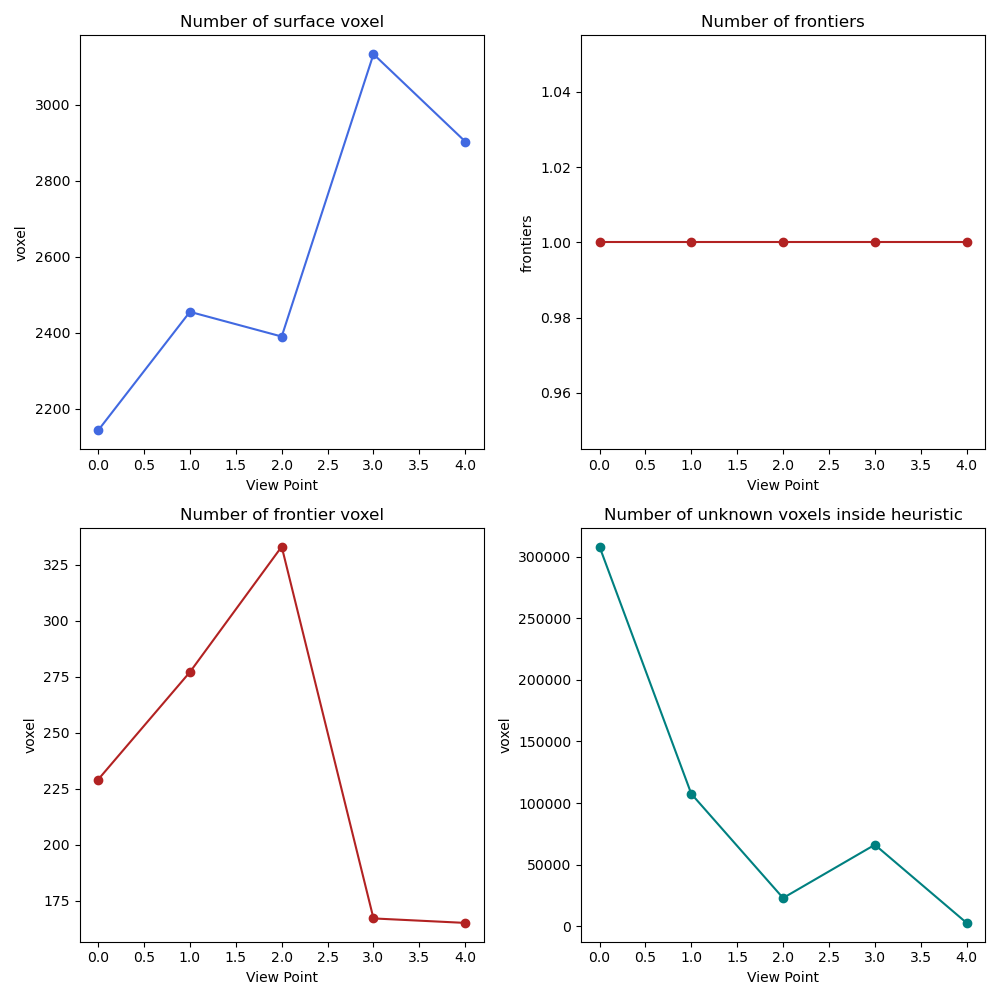 Number of surface voxel
3000
2800
2600
2400
2200
voxel
0.0 0.5 1.0 1.5 2.0 2.5 3.0 3.5 4.0
View Point
Number of frontiers
1.04
1.02
1.00
0.98
0.96
frontiers
0.0 0.5 1.0 1.5 2.0 2.5 3.0 3.5 4.0
View Point
Number of frontier voxel
325
300
275
250
225
200
175
voxel
0.0 0.5 1.0 1.5 2.0 2.5 3.0 3.5 4.0
View Point
Number of unknown voxels inside heuristic
300000
250000
200000
150000
100000
50000
0
voxel
0.0 0.5 1.0 1.5 2.0 2.5 3.0 3.5 4.0
View Point